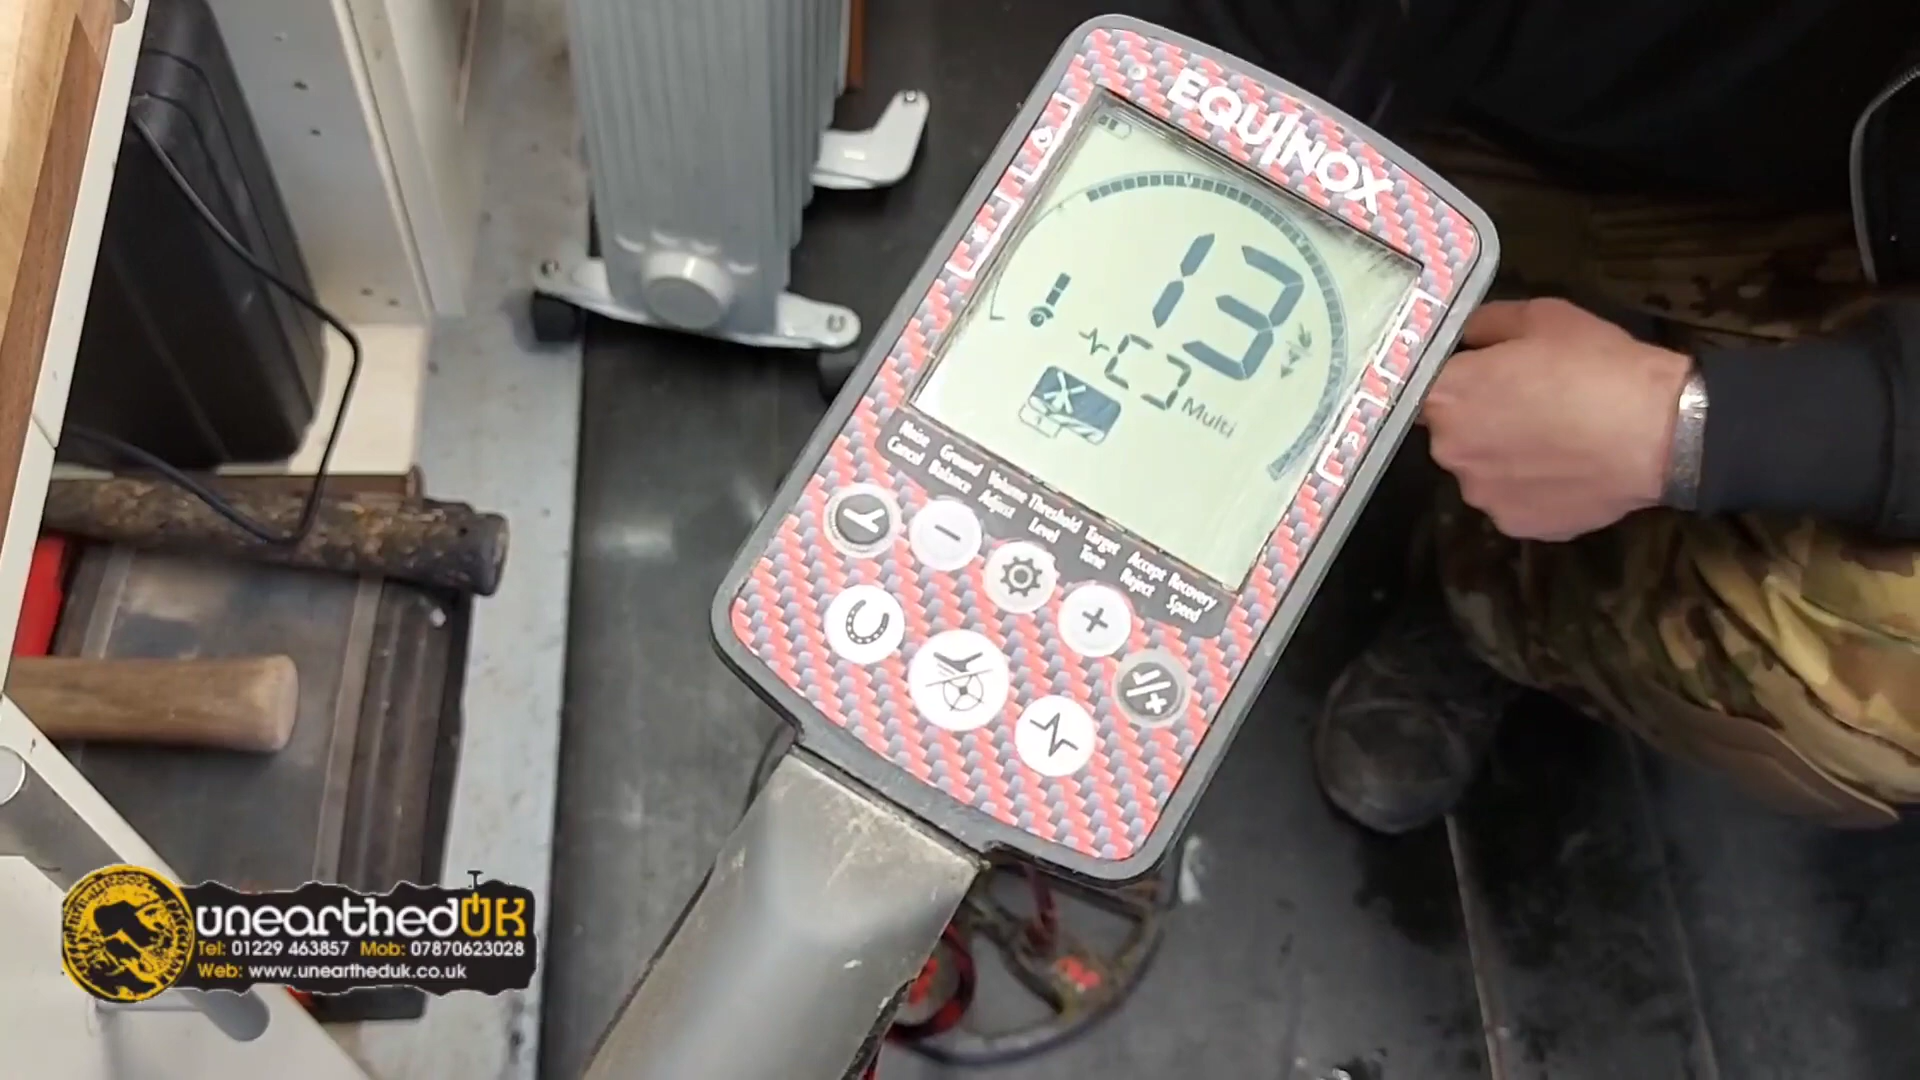 EQUINOX
13
Multi
Noise Cancel
Ground Balance
Volume Adjust
Threshold Level
Target Tone
Accept Reject
Recovery Speed
unearthedUK
Tel: 01229 463857 Mob: 07870623028
Web: www.uneartheduk.co.uk